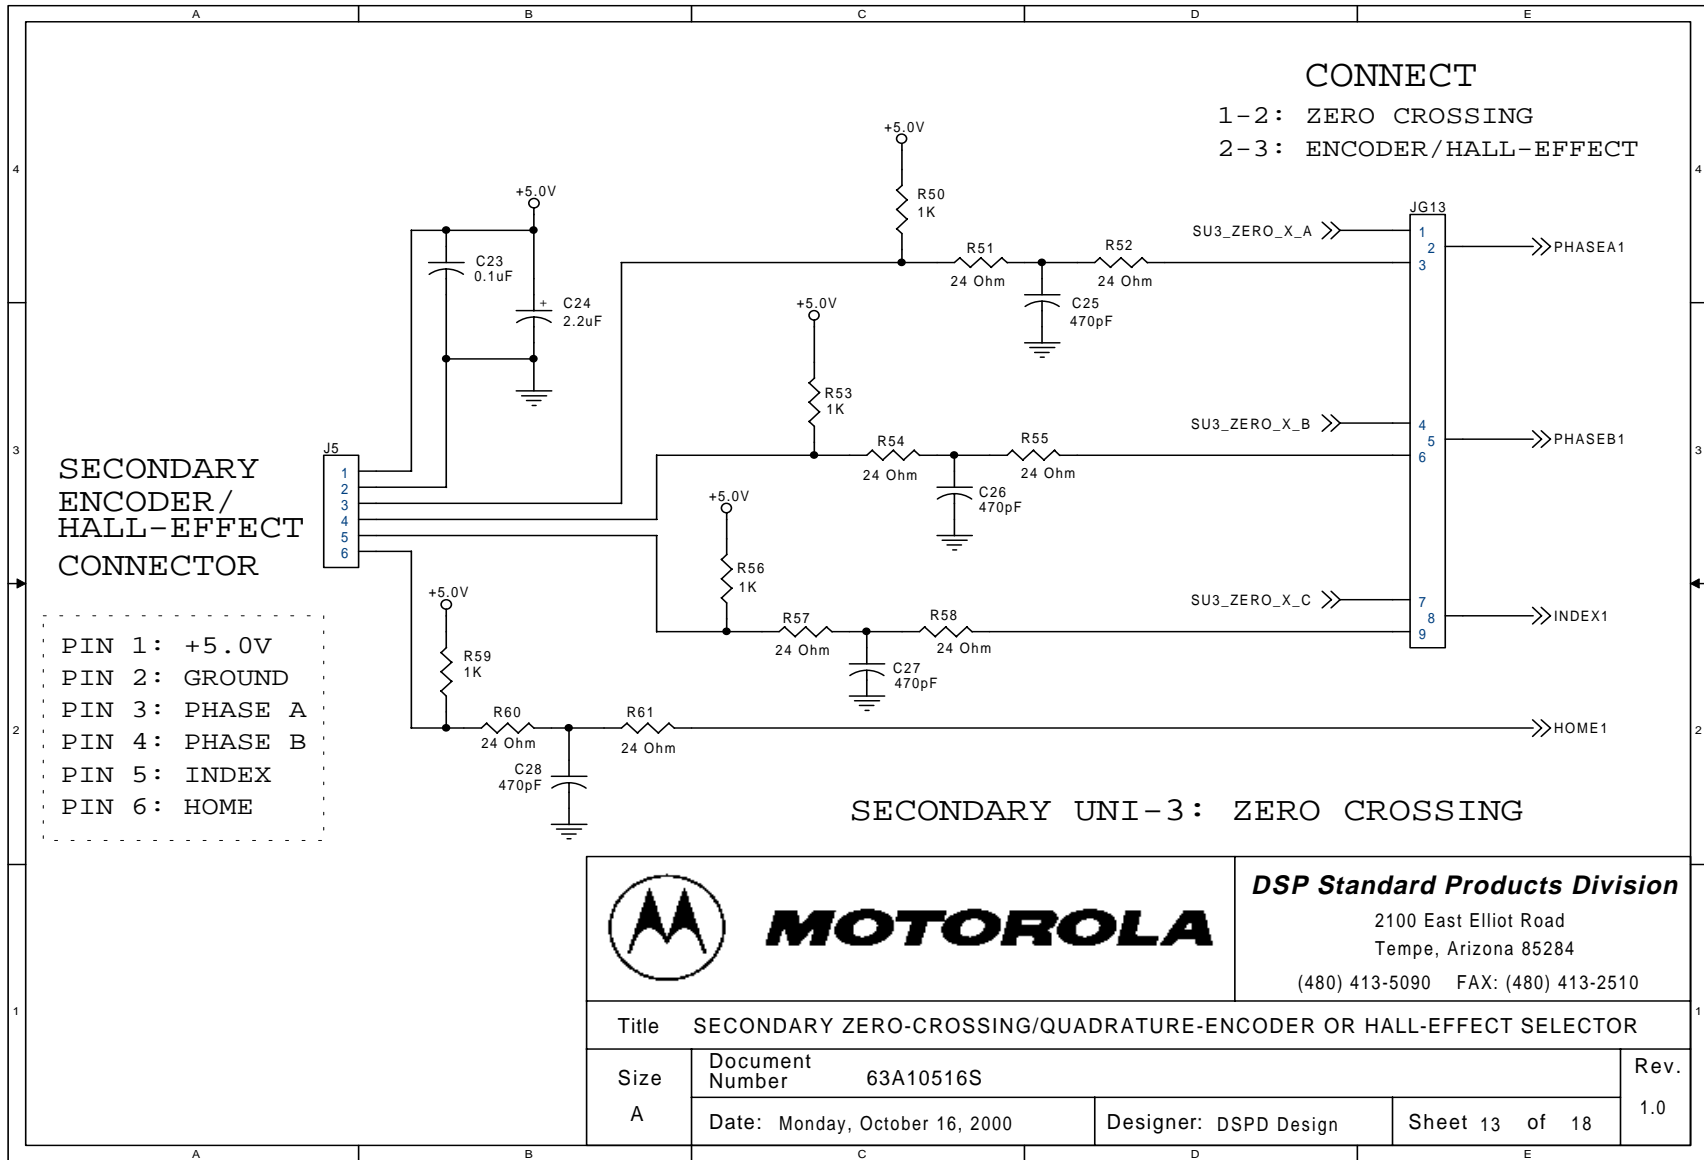 A B C D E
CONNECT
1-2: ZERO CROSSING
2-3: ENCODER/HALL-EFFECT
4 4
+5.0V
R50
1K
+5.0V
C23
0.1uF
+ C24
2.2uF
R51
24 Ohm
R52
24 Ohm
C25
470pF
SU3_ZERO_X_A
JG13
1
2
3
PHASEA1
+5.0V
R53
1K
R54
24 Ohm
R55
24 Ohm
C26
470pF
SU3_ZERO_X_B
4
5
6
PHASEB1
3 3
SECONDARY
ENCODER/
HALL-EFFECT
CONNECTOR
J5
1
2
3
4
5
6
+5.0V
R56
1K
R57
24 Ohm
R58
24 Ohm
C27
470pF
SU3_ZERO_X_C
7
8
9
INDEX1
+5.0V
R59
1K
R60
24 Ohm
R61
24 Ohm
C28
470pF
HOME1
2 2
PIN 1: +5.0V
PIN 2: GROUND
PIN 3: PHASE A
PIN 4: PHASE B
PIN 5: INDEX
PIN 6: HOME
SECONDARY UNI-3: ZERO CROSSING
MOTOROLA
DSP Standard Products Division
2100 East Elliot Road
Tempe, Arizona 85284
(480) 413-5090 FAX: (480) 413-2510
1 1
Title SECONDARY ZERO-CROSSING/QUADRATURE-ENCODER OR HALL-EFFECT SELECTOR
Size
A
Document
Number 63A10516S
Rev.
1.0
Date: Monday, October 16, 2000
Designer: DSPD Design
Sheet 13 of 18
A B C D E